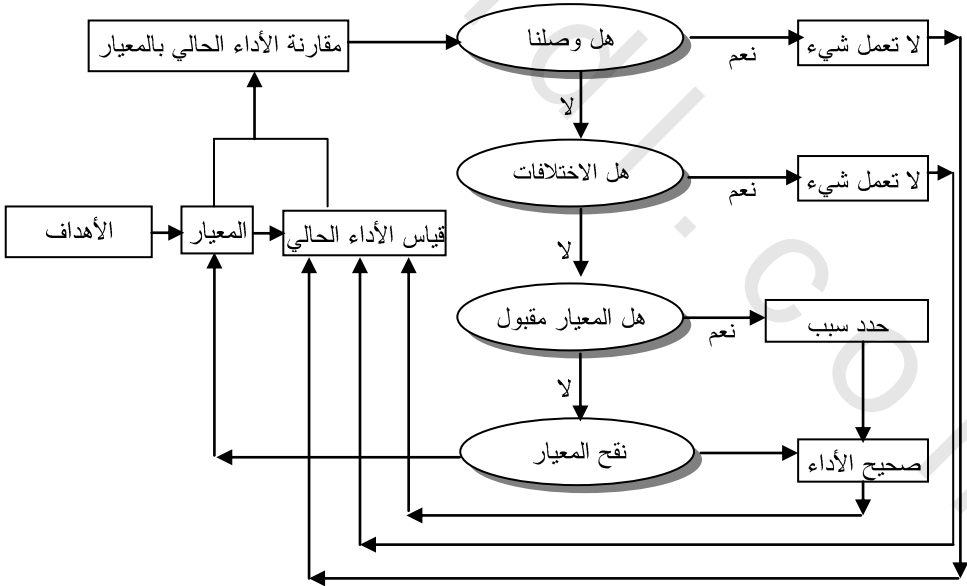 مقارنة الأداء الحالي بالمعيار
هل وصلنا
نعم
لا تعمل شيء
لا
هل الاختلافات
نعم
لا تعمل شيء
الأهداف
المعيار
قياس الأداء الحالي
لا
هل المعيار مقبول
نعم
حدد سبب
لا
نقح المعيار
صحيح الأداء